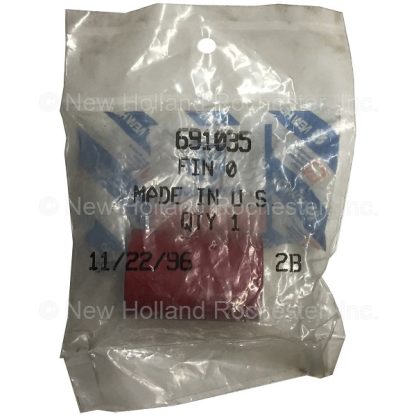 © New Holland Rochester, Inc.
691035
FIN 0
MADE IN U S
QTY 1
© New Holland Rochester, Inc.
11/22/96 2B
© New Holland Rochester, Inc.